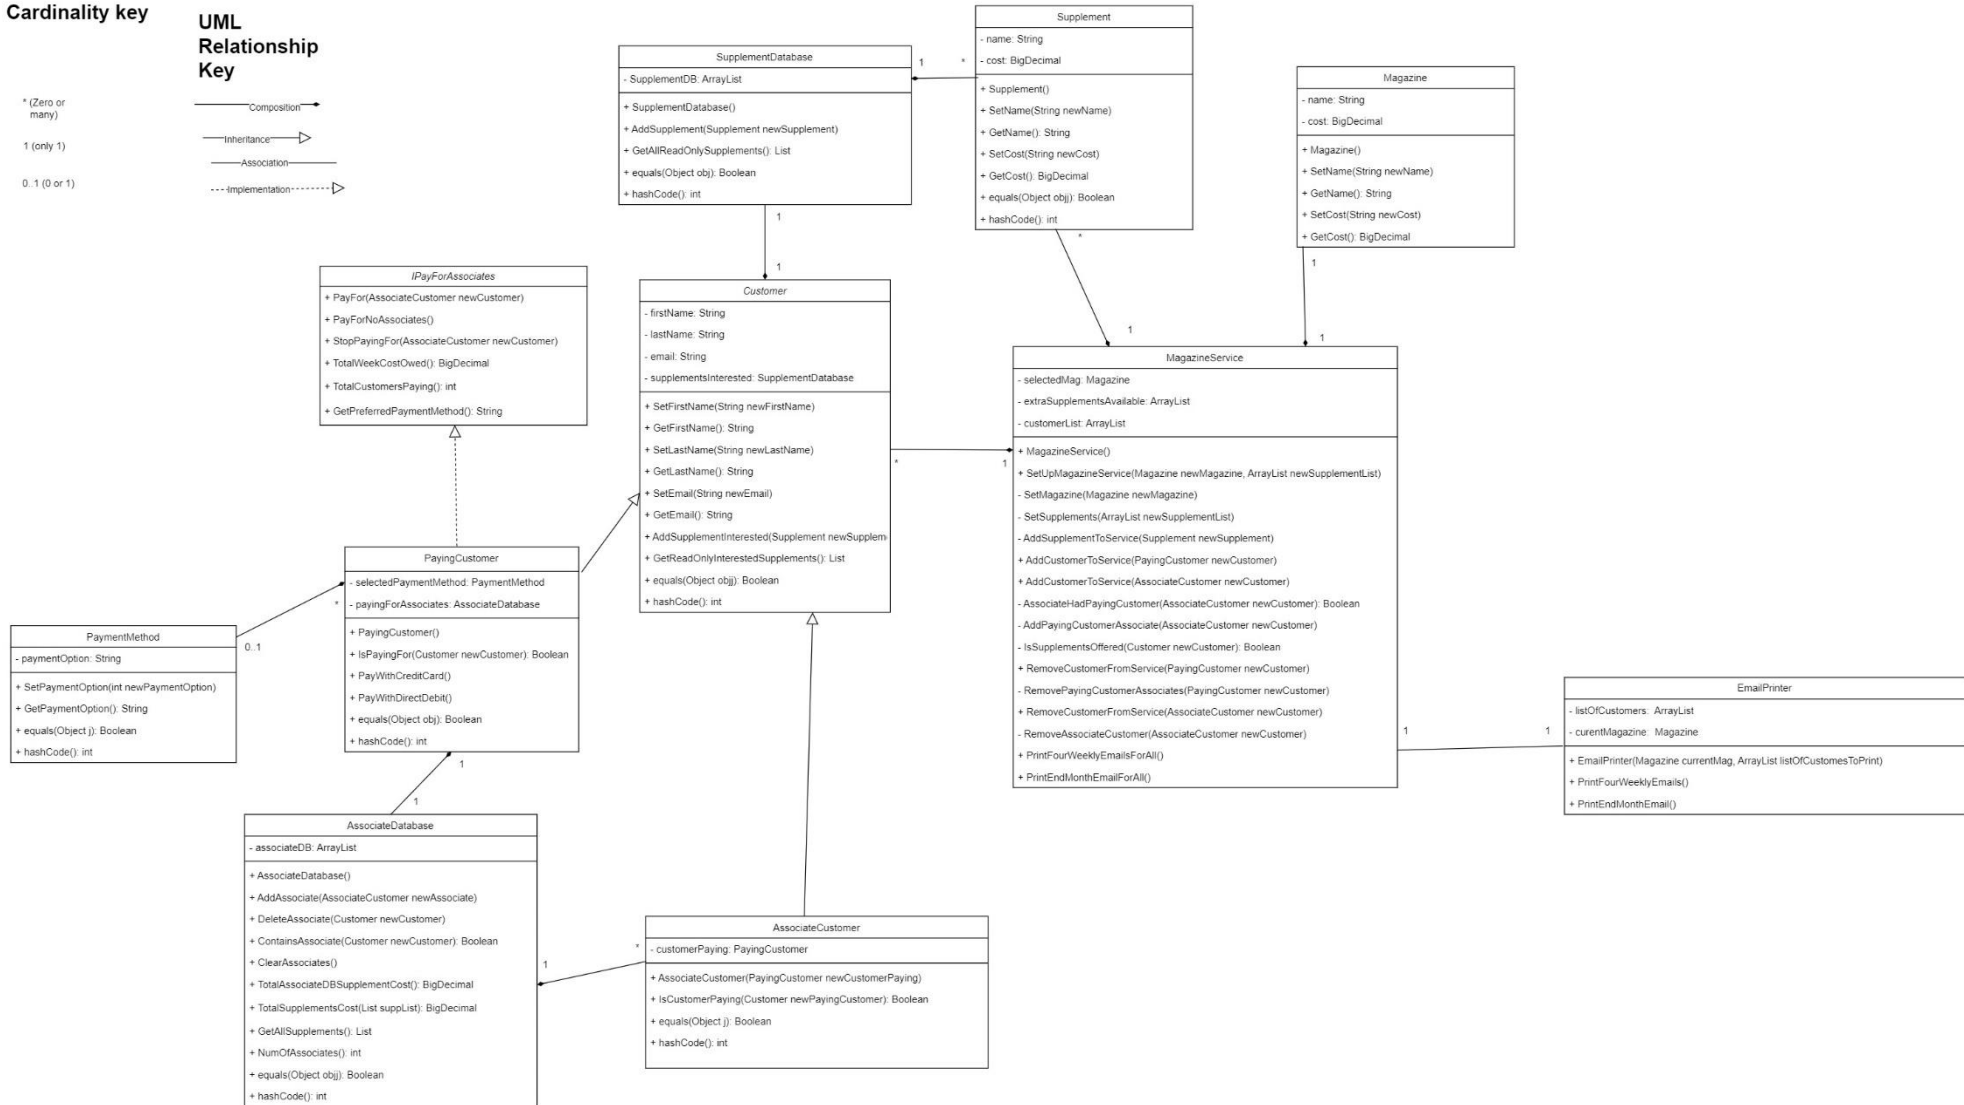 Cardinality key
* (Zero or
many)
1 (only 1)
0..1 (0 or 1)
UML
Relationship
Key
Composition
Inheritance
Association
Implementation
SupplementDatabase
- SupplementDB: ArrayList
+ SupplementDatabase()
+ AddSupplement(Supplement newSupplement)
+ GetAllReadOnlySupplements(): List
+ equals(Object obj): Boolean
+ hashCode(): int
1
*
1
1
Supplement
- name: String
- cost: BigDecimal
+ Supplement()
+ SetName(String newName)
+ GetName(): String
+ SetCost(String newCost)
+ GetCost(): BigDecimal
+ equals(Object objj): Boolean
+ hashCode(): int
*
1
Magazine
- name: String
- cost: BigDecimal
+ Magazine()
+ SetName(String newName)
+ GetName(): String
+ SetCost(String newCost)
+ GetCost(): BigDecimal
1
1
IPayForAssociates
+ PayFor(AssociateCustomer newCustomer)
+ PayForNoAssociates()
+ StopPayingFor(AssociateCustomer newCustomer)
+ TotalWeekCostOwed(): BigDecimal
+ TotalCustomersPaying(): int
+ GetPreferredPaymentMethod(): String
Customer
- firstName: String
- lastName: String
- email: String
- supplementsInterested: SupplementDatabase
+ SetFirstName(String newFirstName)
+ GetFirstName(): String
+ SetLastName(String newLastName)
+ GetLastName(): String
+ SetEmail(String newEmail)
+ GetEmail(): String
+ AddSupplementInterested(Supplement newSupplem
+ GetReadOnlyInterestedSupplements(): List
+ equals(Object objj): Boolean
+ hashCode(): int
*
1
MagazineService
- selectedMag: Magazine
- extraSupplementsAvailable: ArrayList
- customerList: ArrayList
+ MagazineService()
+ SetUpMagazineService(Magazine newMagazine, ArrayList newSupplementList)
- SetMagazine(Magazine newMagazine)
- SetSupplements(ArrayList newSupplementList)
- AddSupplementToService(Supplement newSupplement)
+ AddCustomerToService(PayingCustomer newCustomer)
+ AddCustomerToService(AssociateCustomer newCustomer)
- AssociateHadPayingCustomer(AssociateCustomer newCustomer): Boolean
- AddPayingCustomerAssociate(AssociateCustomer newCustomer)
- IsSupplementsOffered(Customer newCustomer): Boolean
+ RemoveCustomerFromService(PayingCustomer newCustomer)
- RemovePayingCustomerAssociates(PayingCustomer newCustomer)
+ RemoveCustomerFromService(AssociateCustomer newCustomer)
- RemoveAssociateCustomer(AssociateCustomer newCustomer)
+ PrintFourWeeklyEmailsForAll()
+ PrintEndMonthEmailForAll()
1
1
EmailPrinter
- listOfCustomers: ArrayList
- curentMagazine: Magazine
+ EmailPrinter(Magazine currentMag, ArrayList listOfCustomesToPrint)
+ PrintFourWeeklyEmails()
+ PrintEndMonthEmail()
PayingCustomer
- selectedPaymentMethod: PaymentMethod
- payingForAssociates: AssociateDatabase
+ PayingCustomer()
+ IsPayingFor(Customer newCustomer): Boolean
+ PayWithCreditCard()
+ PayWithDirectDebit()
+ equals(Object obj): Boolean
+ hashCode(): int
*
0..1
PaymentMethod
- paymentOption: String
+ SetPaymentOption(int newPaymentOption)
+ GetPaymentOption(): String
+ equals(Object j): Boolean
+ hashCode(): int
1
1
AssociateDatabase
- associateDB: ArrayList
+ AssociateDatabase()
+ AddAssociate(AssociateCustomer newAssociate)
+ DeleteAssociate(Customer newCustomer)
+ ContainsAssociate(Customer newCustomer): Boolean
+ ClearAssociates()
+ TotalAssociateDBSupplementCost(): BigDecimal
+ TotalSupplementsCost(List suppList): BigDecimal
+ GetAllSupplements(): List
+ NumOfAssociates(): int
+ equals(Object objj): Boolean
+ hashCode(): int
1
*
AssociateCustomer
- customerPaying: PayingCustomer
+ AssociateCustomer(PayingCustomer newCustomerPaying)
+ IsCustomerPaying(Customer newPayingCustomer): Boolean
+ equals(Object j): Boolean
+ hashCode(): int